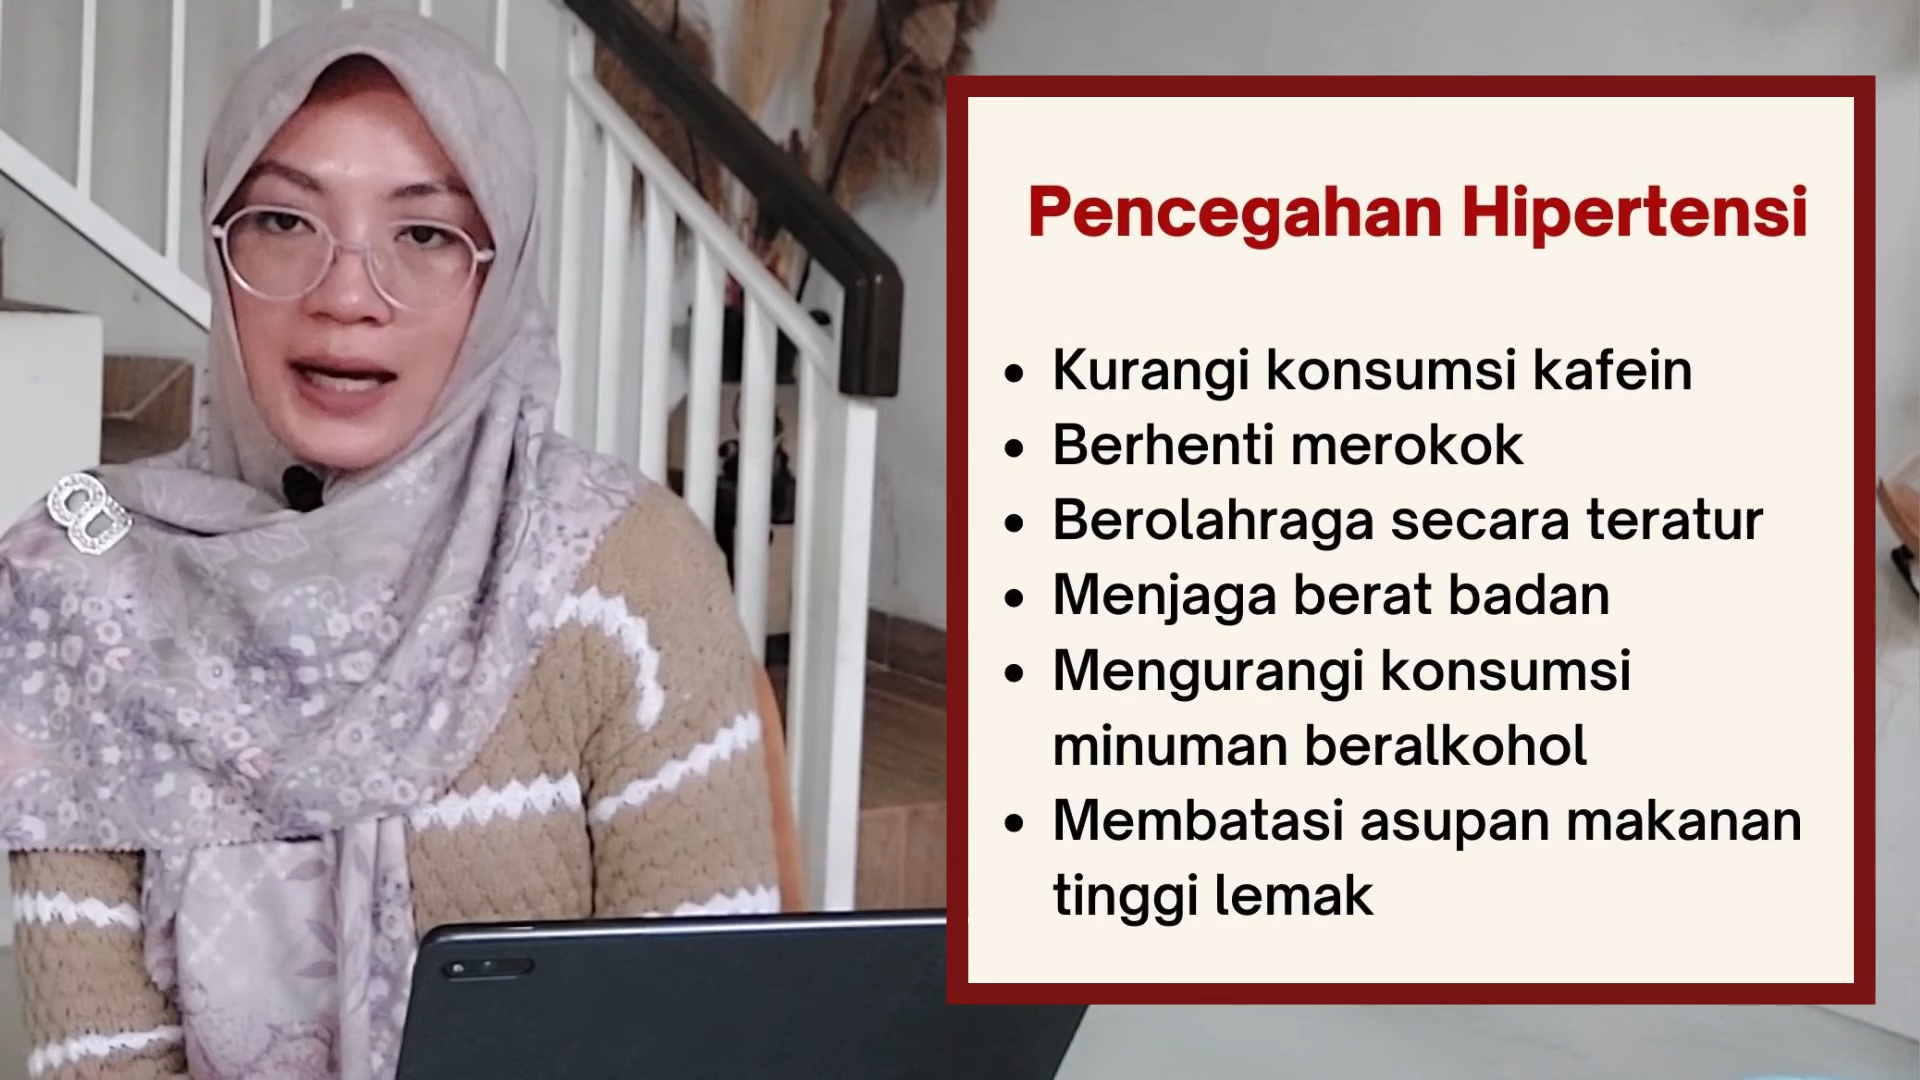 Pencegahan Hipertensi
• Kurangi konsumsi kafein
• Berhenti merokok
• Berolahraga secara teratur
• Menjaga berat badan
• Mengurangi konsumsi
minuman beralkohol
• Membatasi asupan makanan
tinggi lemak